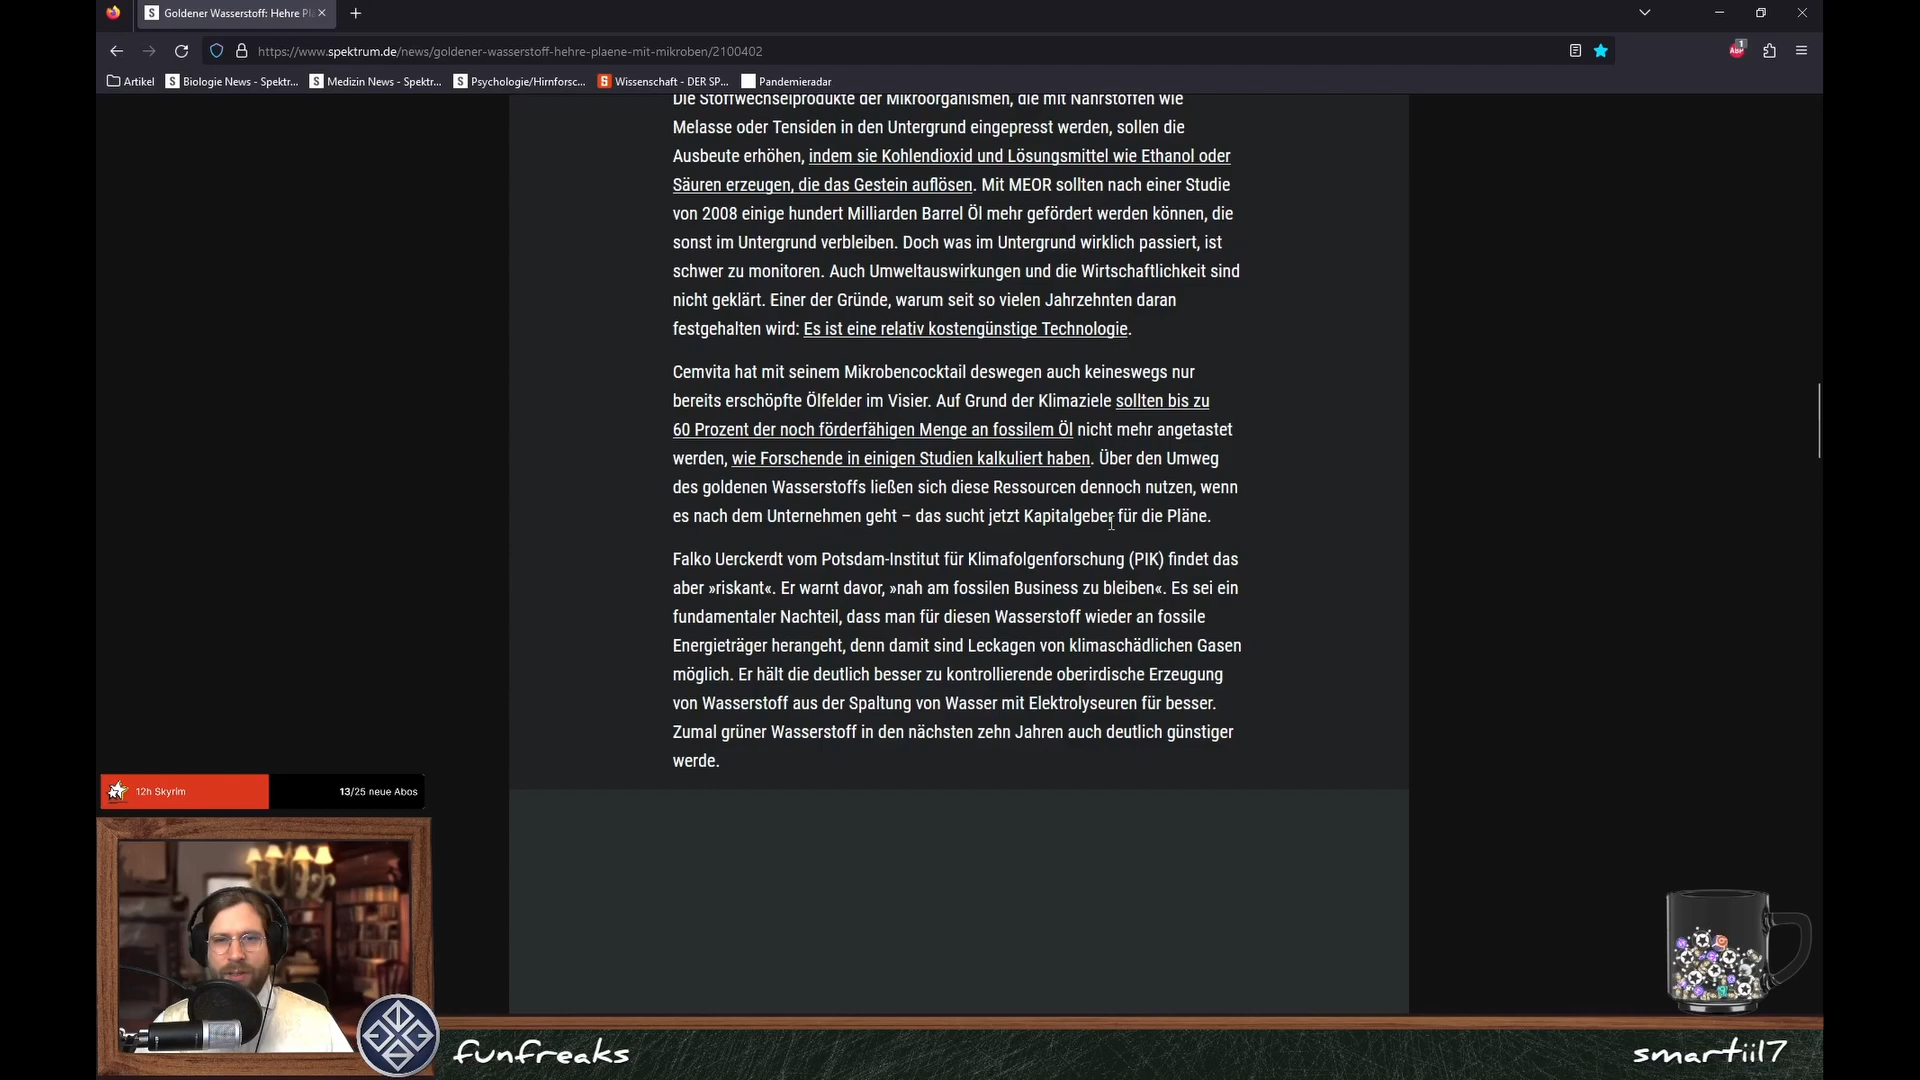 Goldener Wasserstoff: Hehre Pl
https://www.spektrum.de/news/goldener-wasserstoff-hehre-plaene-mit-mikroben/2100402
ABP
1
Artikel
Biologie News - Spektr...
Medizin News - Spektr...
Psychologie/Hirnforsc...
Wissenschaft - DER SP...
Pandemieradar
Die Stoffwechselprodukte der Mikroorganismen, die mit Nährstoffen wie
Melasse oder Tensiden in den Untergrund eingepresst werden, sollen die
Ausbeute erhöhen, indem sie Kohlendioxid und Lösungsmittel wie Ethanol oder
Säuren erzeugen, die das Gestein auflösen. Mit MEOR sollten nach einer Studie
von 2008 einige hundert Milliarden Barrel Öl mehr gefördert werden können, die
sonst im Untergrund verbleiben. Doch was im Untergrund wirklich passiert, ist
schwer zu monitoren. Auch Umweltauswirkungen und die Wirtschaftlichkeit sind
nicht geklärt. Einer der Gründe, warum seit so vielen Jahrzehnten daran
festgehalten wird: Es ist eine relativ kostengünstige Technologie.
Cemvita hat mit seinem Mikrobencocktail deswegen auch keineswegs nur
bereits erschöpfte Ölfelder im Visier. Auf Grund der Klimaziele sollten bis zu
60 Prozent der noch förderfähigen Menge an fossilem Öl nicht mehr angetastet
werden, wie Forschende in einigen Studien kalkuliert haben. Über den Umweg
des goldenen Wasserstoffs ließen sich diese Ressourcen dennoch nutzen, wenn
es nach dem Unternehmen geht – das sucht jetzt Kapitalgeber für die Pläne.
Falko Uerckerdt vom Potsdam-Institut für Klimafolgenforschung (PIK) findet das
aber »riskant«. Er warnt davor, »nah am fossilen Business zu bleiben«. Es sei ein
fundamentaler Nachteil, dass man für diesen Wasserstoff wieder an fossile
Energieträger herangeht, denn damit sind Leckagen von klimaschädlichen Gasen
möglich. Er hält die deutlich besser zu kontrollierende oberirdische Erzeugung
von Wasserstoff aus der Spaltung von Wasser mit Elektrolyseuren für besser.
Zumal grüner Wasserstoff in den nächsten zehn Jahren auch deutlich günstiger
werde.
12h Skyrim
13/25 neue Abos
funfreaks
smartiil7